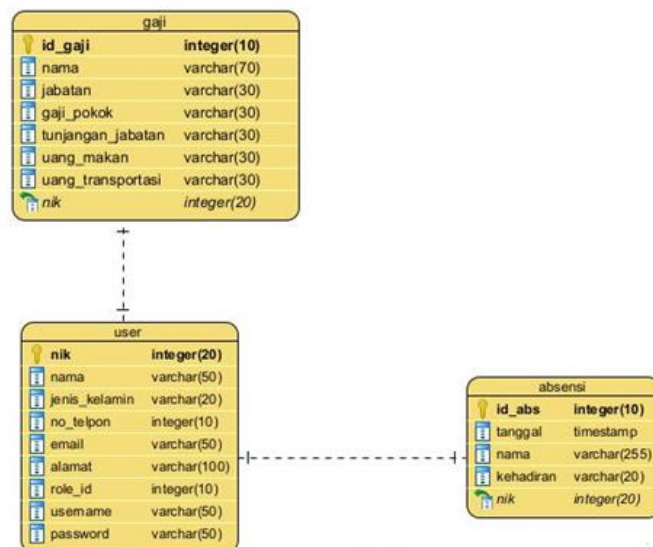 gaji
id_gaji integer(10)
nama varchar(70)
jabatan varchar(30)
gaji_pokok varchar(30)
tunjangan_jabatan varchar(30)
uang_makan varchar(30)
uang_transportasi varchar(30)
nik integer(20)
user
nik integer(20)
nama varchar(50)
jenis_kelamin varchar(20)
no_telpon integer(10)
email varchar(50)
alamat varchar(100)
role_id integer(10)
username varchar(50)
password varchar(50)
absensi
id_abs integer(10)
tanggal timestamp
nama varchar(255)
kehadiran varchar(20)
nik integer(20)